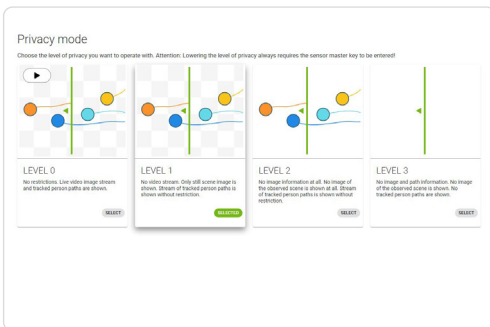 Privacy mode
Choose the level of privacy you want to operate with. Attention: Lowering the level of privacy always requires the sensor master key to be entered!
LEVEL 0
No restrictions. Live video image stream
and tracked person paths are shown.
SELECT
LEVEL 1
No video stream. Only still scene image is
shown. Stream of tracked person paths is
shown without restriction.
SELECTED
LEVEL 2
No image information at all. No image of
the observed scene is shown at all. Stream
of tracked person paths is shown without
restriction.
SELECT
LEVEL 3
No image and path information. No image
of the observed scene is shown. No
tracked person paths are shown.
SELECT